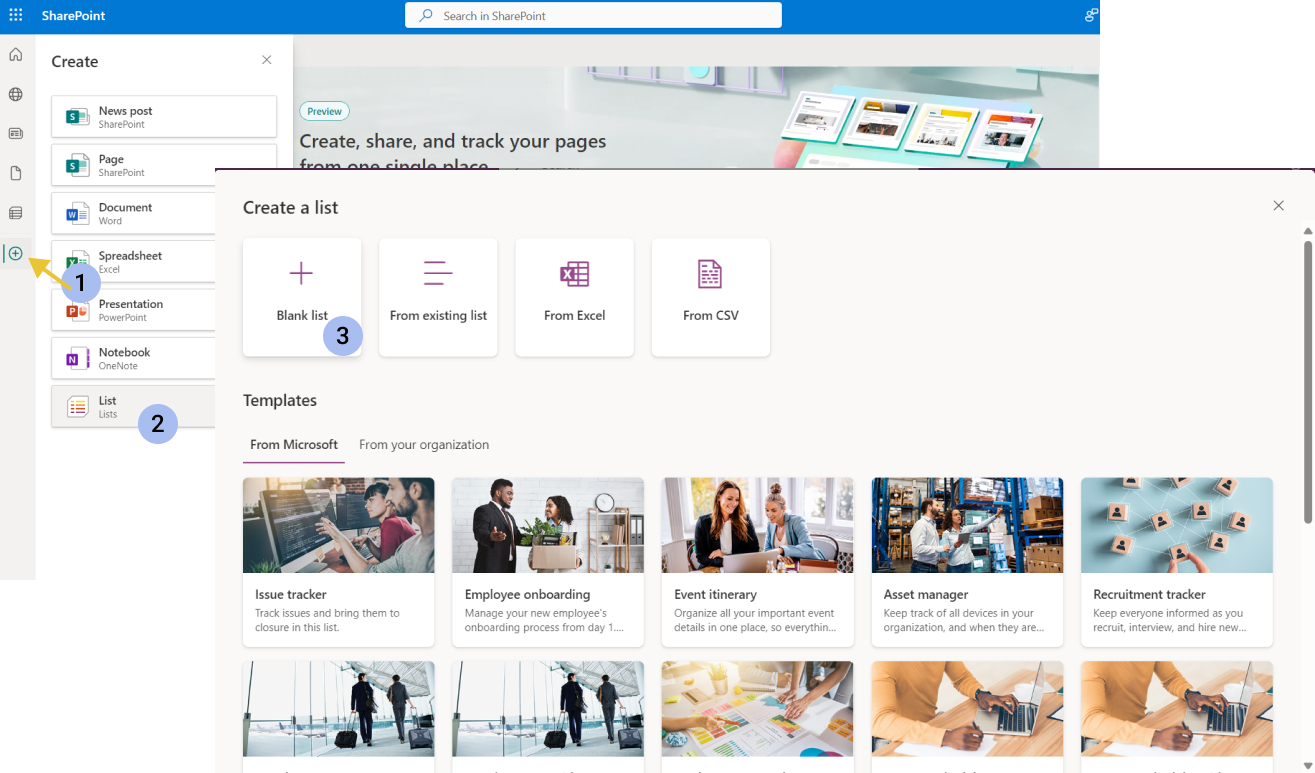 SharePoint
Search in SharePoint
Create
News post
SharePoint
Page
SharePoint
Document
Word
Spreadsheet
Excel
Presentation
PowerPoint
Notebook
OneNote
List
Lists
1
2
Preview
Create, share, and track your pages
from one single place
Create a list
Blank list
3
From existing list
From Excel
From CSV
Templates
From Microsoft
From your organization
Issue tracker
Track issues and bring them to
closure in this list.
Employee onboarding
Manage your new employee's
onboarding process from day 1....
Event itinerary
Organize all your important event
details in one place, so everythin...
Asset manager
Keep track of all devices in your
organization, and when they are...
Recruitment tracker
Keep everyone informed as you
recruit, interview, and hire new...